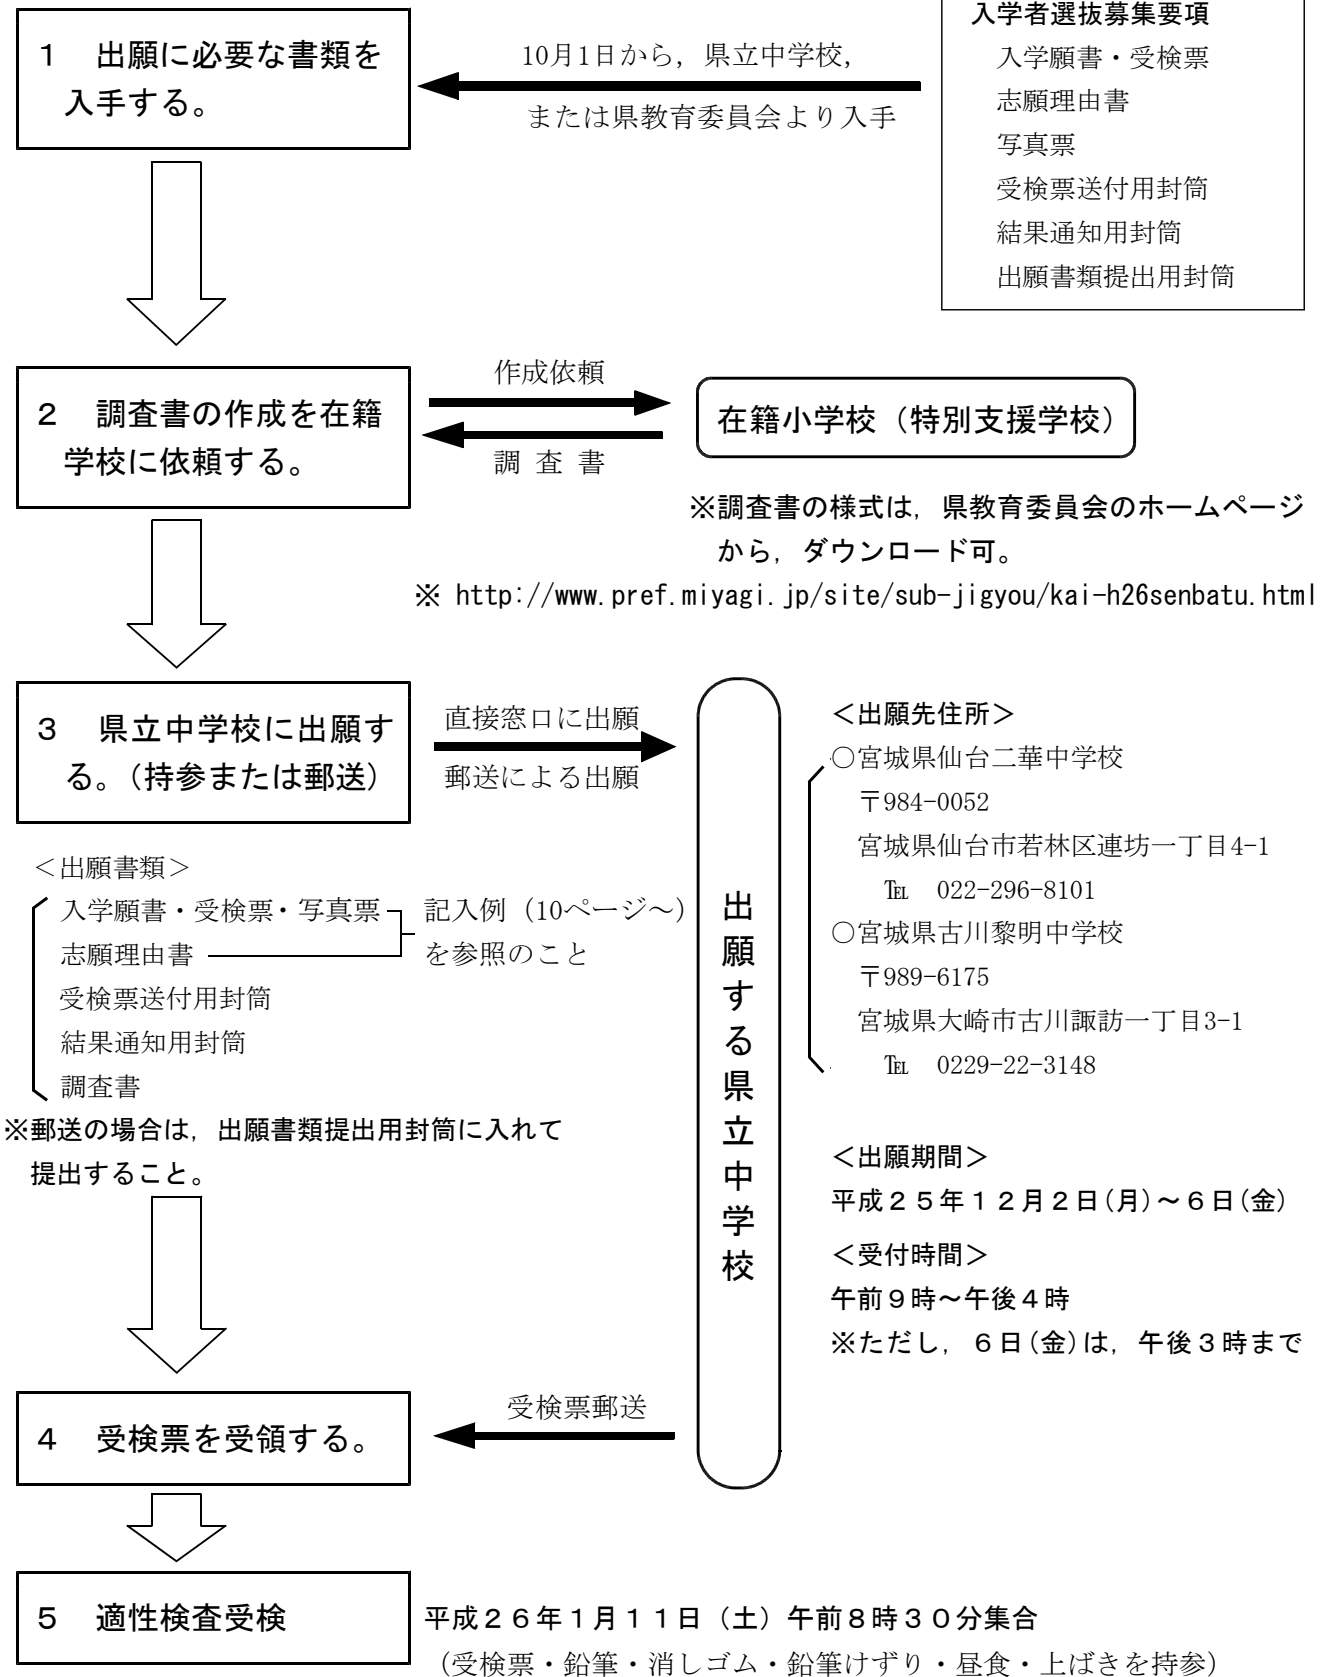 入学者選抜募集要項
入学願書・受検票
志願理由書
写真票
受検票送付用封筒
結果通知用封筒
出願書類提出用封筒
１　出願に必要な書類を
入手する。
10月1日から，県立中学校，
または県教育委員会より入手
２　調査書の作成を在籍
学校に依頼する。
作成依頼
調 査 書
在籍小学校（特別支援学校）
※調査書の様式は，県教育委員会のホームページ
から，ダウンロード可。
※ http://www.pref.miyagi.jp/site/sub-jigyou/kai-h26senbatu.html
３　県立中学校に出願す
る。（持参または郵送）
直接窓口に出願
郵送による出願
＜出願書類＞
入学願書・受検票・写真票
志願理由書
記入例（10ページ～）
を参照のこと
受検票送付用封筒
結果通知用封筒
調査書
※郵送の場合は，出願書類提出用封筒に入れて
提出すること。
出願する県立中学校
＜出願先住所＞
○宮城県仙台二華中学校
〒984-0052
宮城県仙台市若林区連坊一丁目4-1
℡　022-296-8101
○宮城県古川黎明中学校
〒989-6175
宮城県大崎市古川諏訪一丁目3-1
℡　0229-22-3148
＜出願期間＞
平成２５年１２月２日（月）～６日（金）
＜受付時間＞
午前９時～午後４時
※ただし，６日（金）は，午後３時まで
４　受検票を受領する。
受検票郵送
５　適性検査受検
平成２６年１月１１日（土）午前８時３０分集合
（受検票・鉛筆・消しゴム・鉛筆けずり・昼食・上ばきを持参）